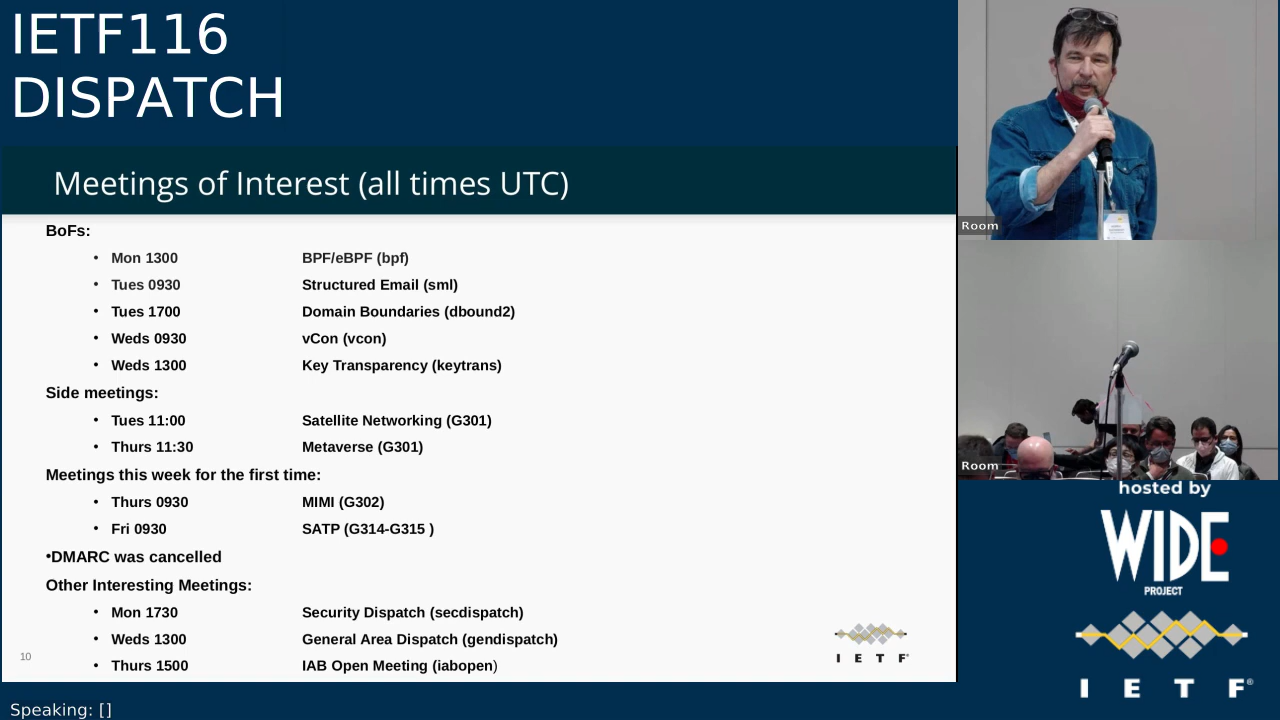 IETF116
DISPATCH
Meetings of Interest (all times UTC)
BoFs:
• Mon 1300 BPF/eBPF (bpf)
• Tues 0930 Structured Email (sml)
• Tues 1700 Domain Boundaries (dbound2)
• Weds 0930 vCon (vcon)
• Weds 1300 Key Transparency (keytrans)
Side meetings:
• Tues 11:00 Satellite Networking (G301)
• Thurs 11:30 Metaverse (G301)
Meetings this week for the first time:
• Thurs 0930 MIMI (G302)
• Fri 0930 SATP (G314-G315 )
•DMARC was cancelled
Other Interesting Meetings:
• Mon 1730 Security Dispatch (secdispatch)
• Weds 1300 General Area Dispatch (gendispatch)
• Thurs 1500 IAB Open Meeting (iabopen)
10
I E T F
Room
Room
hosted by
WIDE
PROJECT
I E T F®
Speaking: []